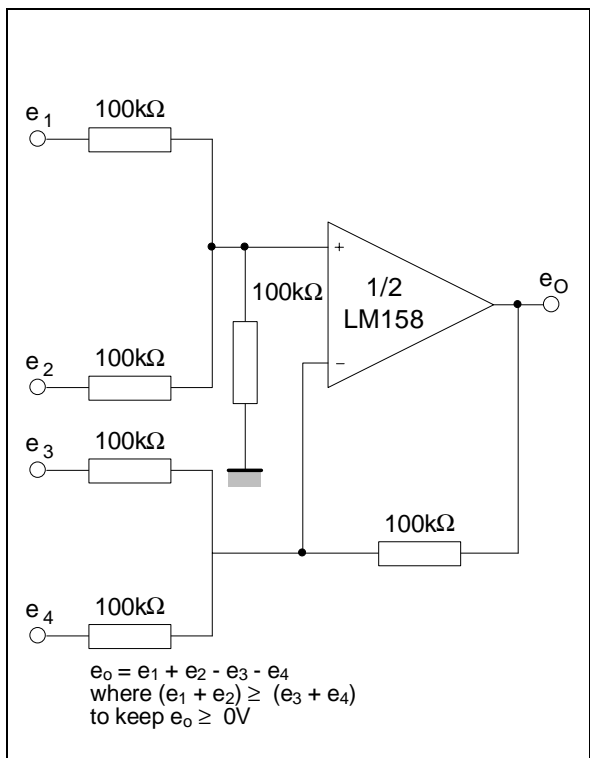 100kΩ
e1
100kΩ
1/2
LM158
+
-
eO
100kΩ
e2
100kΩ
e3
100kΩ
100kΩ
e4
eo = e1 + e2 - e3 - e4
where (e1 + e2) ≥ (e3 + e4)
to keep eo ≥ 0V